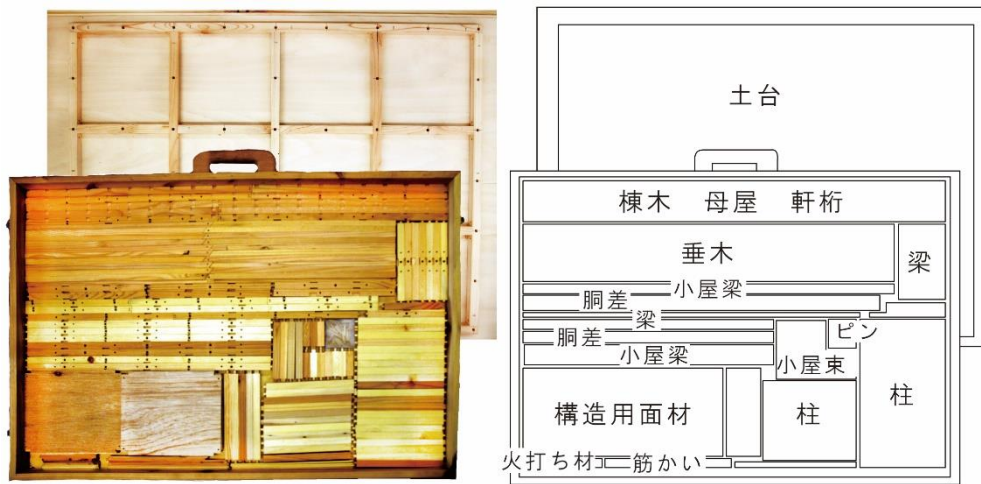 土台
棟木 母屋 軒桁
垂木
梁
小屋梁
胴差
梁
ピン
胴差
小屋梁
小屋束
柱
構造用面材
柱
火打ち材
筋かい